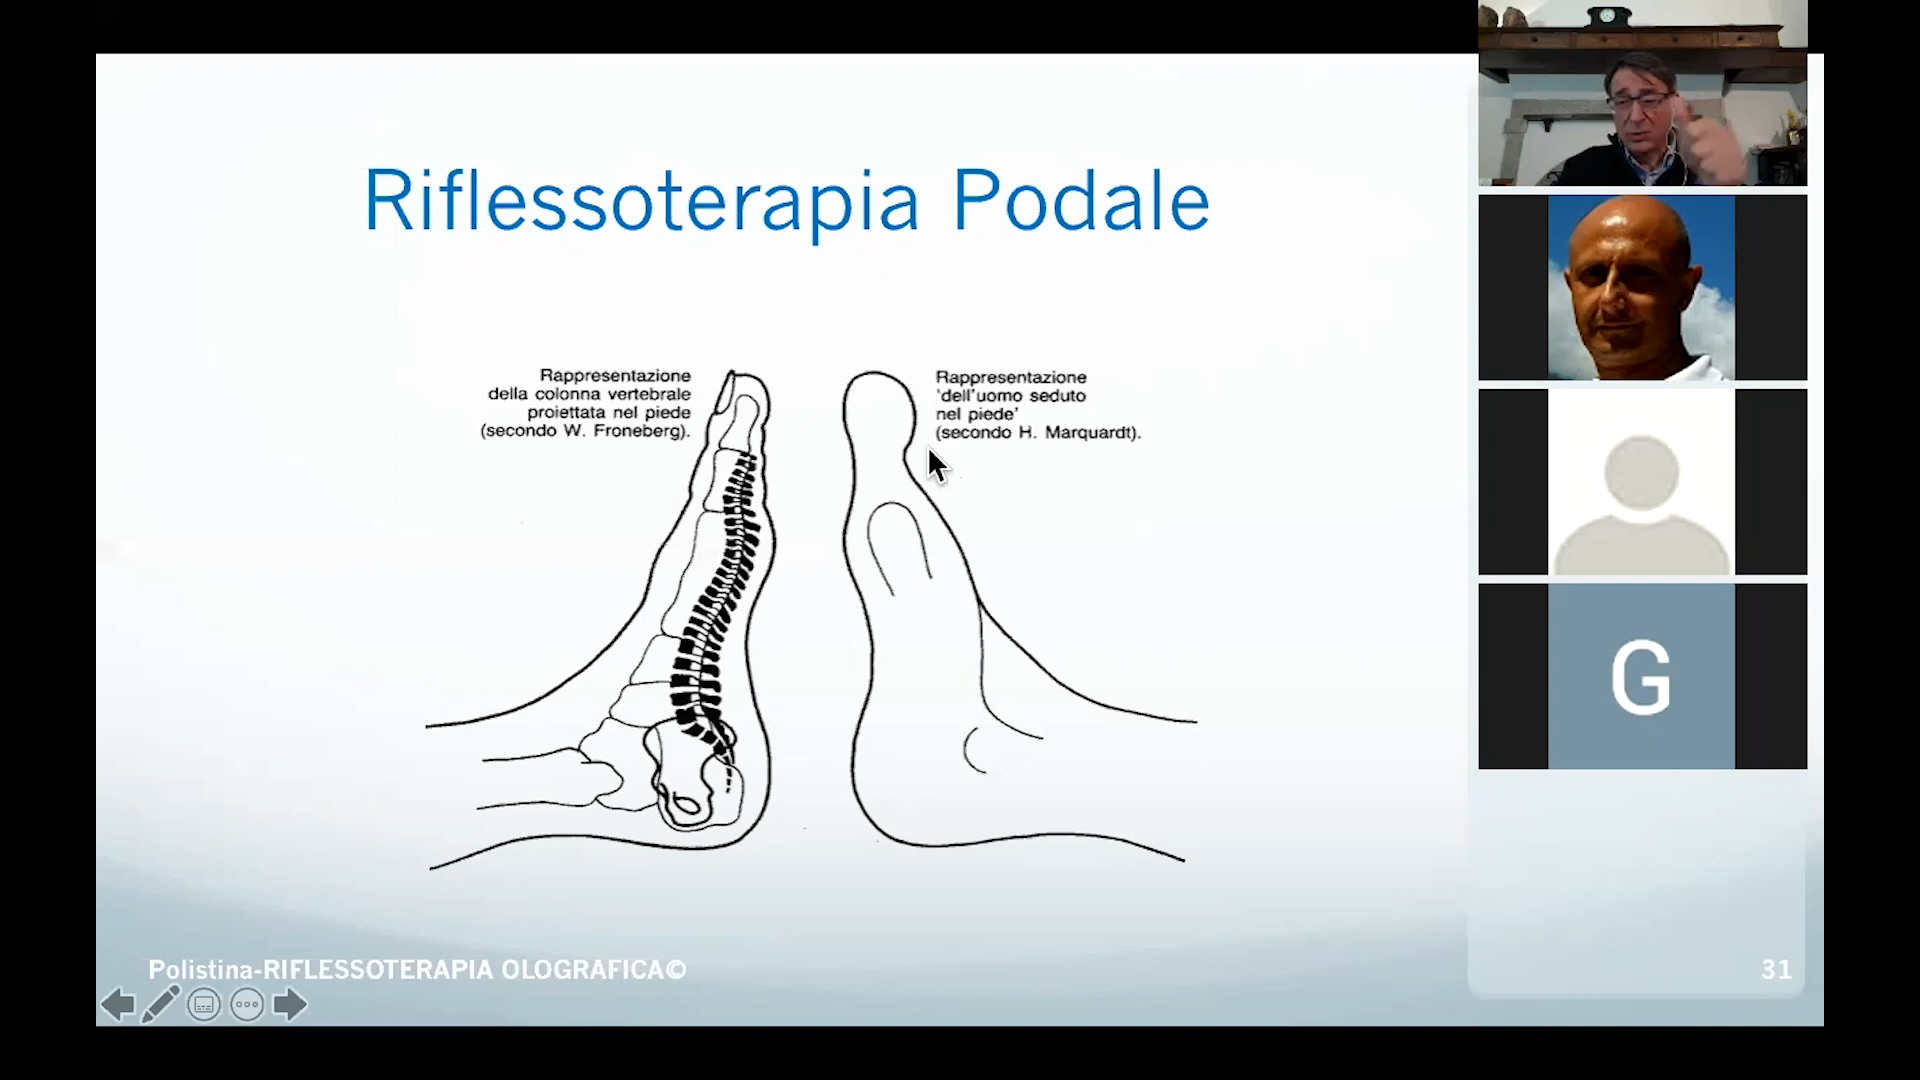 Riflessoterapia Podale
Rappresentazione
della colonna vertebrale
proiettata nel piede
(secondo W. Froneberg).
Rappresentazione
'dell'uomo seduto
nel piede'
(secondo H. Marquardt).
G
Polistina-RIFLESSOTERAPIA OLOGRAFICA©
31